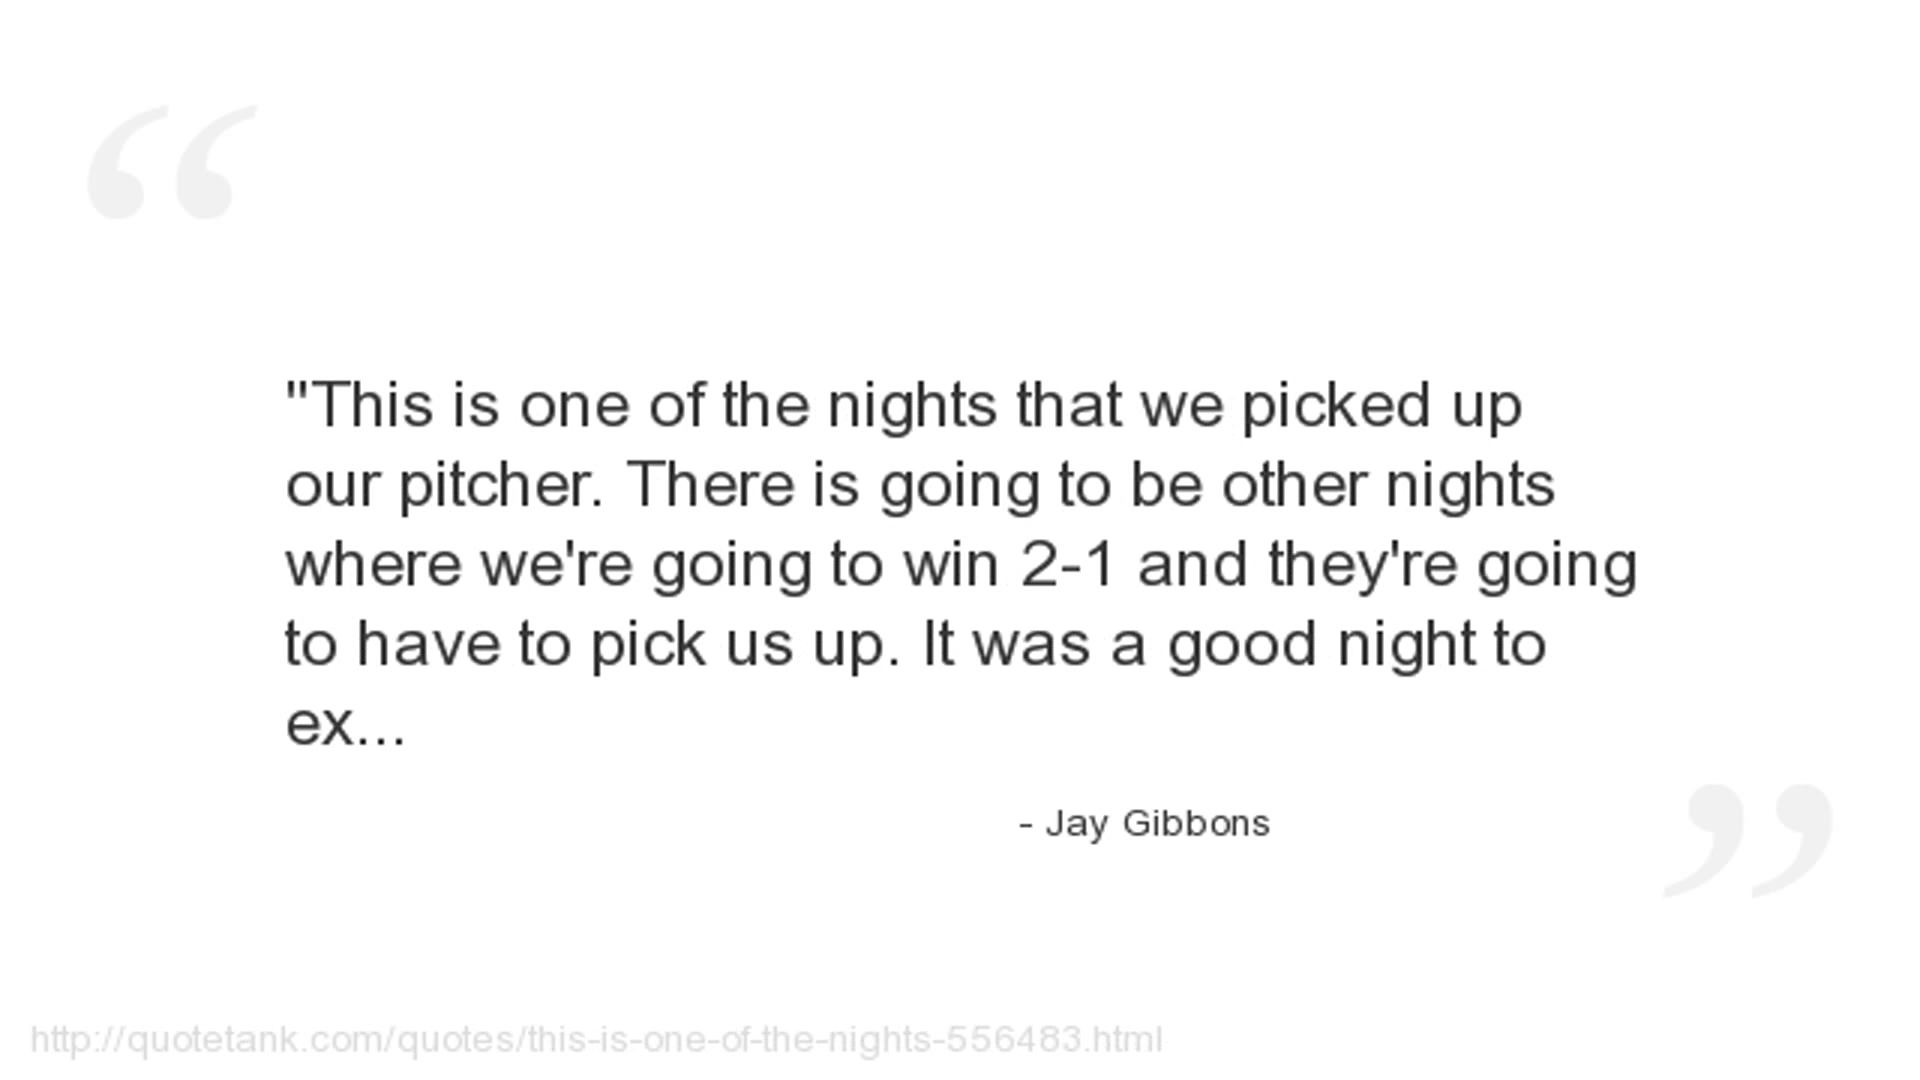 "This is one of the nights that we picked up
our pitcher. There is going to be other nights
where we're going to win 2-1 and they're going
to have to pick us up. It was a good night to
ex...
- Jay Gibbons
http://quotetank.com/quotes/this-is-one-of-the-nights-556483.html